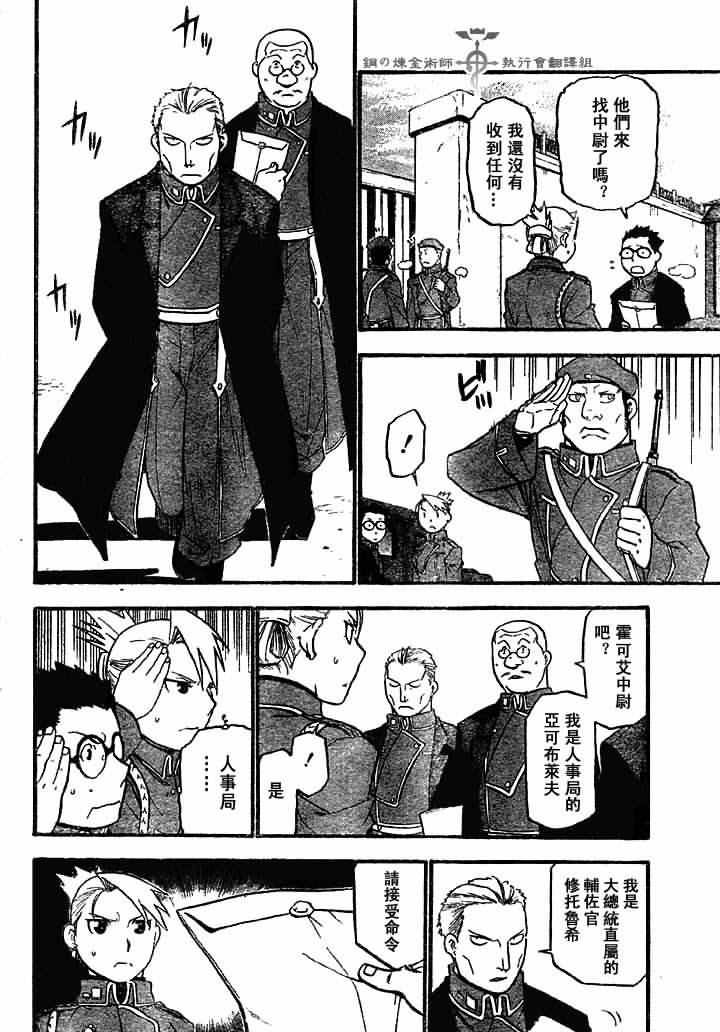 鋼の煉金術師
執行會翻譯組
他們來
找中尉了嗎?
我還沒有
收到任何…
カッ
カッ
カッ
カッ
ビシッ
!
霍可艾中尉
吧?
我是人事局的
亞可布萊夫
!
是
人事局
……
我是
大總統直屬的
輔佐官
修托魯希
請接受命令